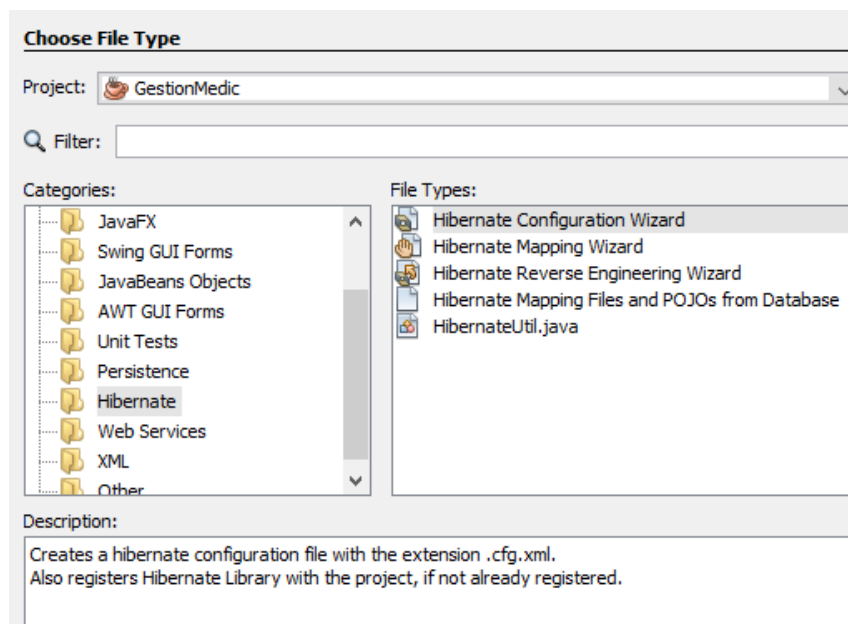 Choose File Type
Project: GestionMedic
Filter:
Categories:
JavaFX
Swing GUI Forms
JavaBeans Objects
AWT GUI Forms
Unit Tests
Persistence
Hibernate
Web Services
XML
Other
File Types:
Hibernate Configuration Wizard
Hibernate Mapping Wizard
Hibernate Reverse Engineering Wizard
Hibernate Mapping Files and POJOs from Database
HibernateUtil.java
Description:
Creates a hibernate configuration file with the extension .cfg.xml.
Also registers Hibernate Library with the project, if not already registered.